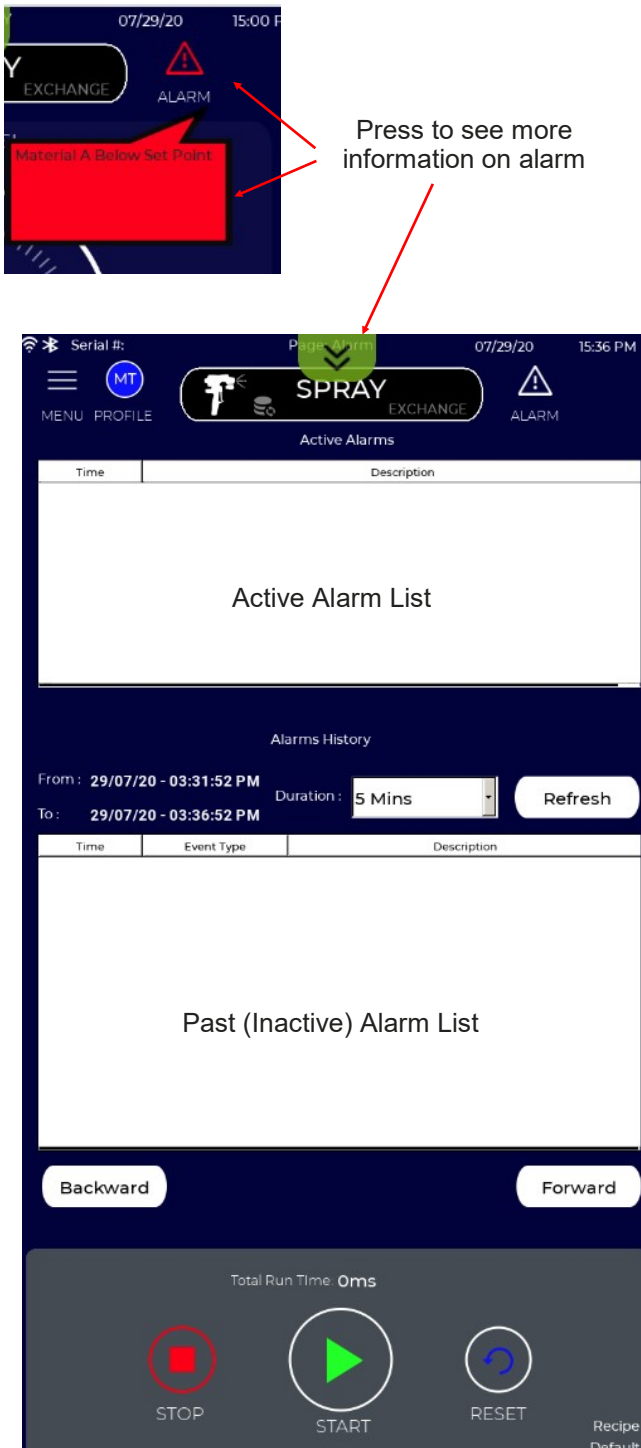 07/29/20 15:00 P
Y
EXCHANGE
ALARM
Material A Below Set Point
Press to see more
information on alarm
Serial #:
Page: Alarm
07/29/20
15:36 PM
MT
MENU PROFILE
SPRAY
EXCHANGE
ALARM
Active Alarms
Time Description
Active Alarm List
Alarms History
From : 29/07/20 - 03:31:52 PM
To : 29/07/20 - 03:36:52 PM
Duration : 5 Mins
Refresh
Time Event Type Description
Past (Inactive) Alarm List
Backward Forward
Total Run TIme: 0ms
STOP START RESET
Recipe
Default